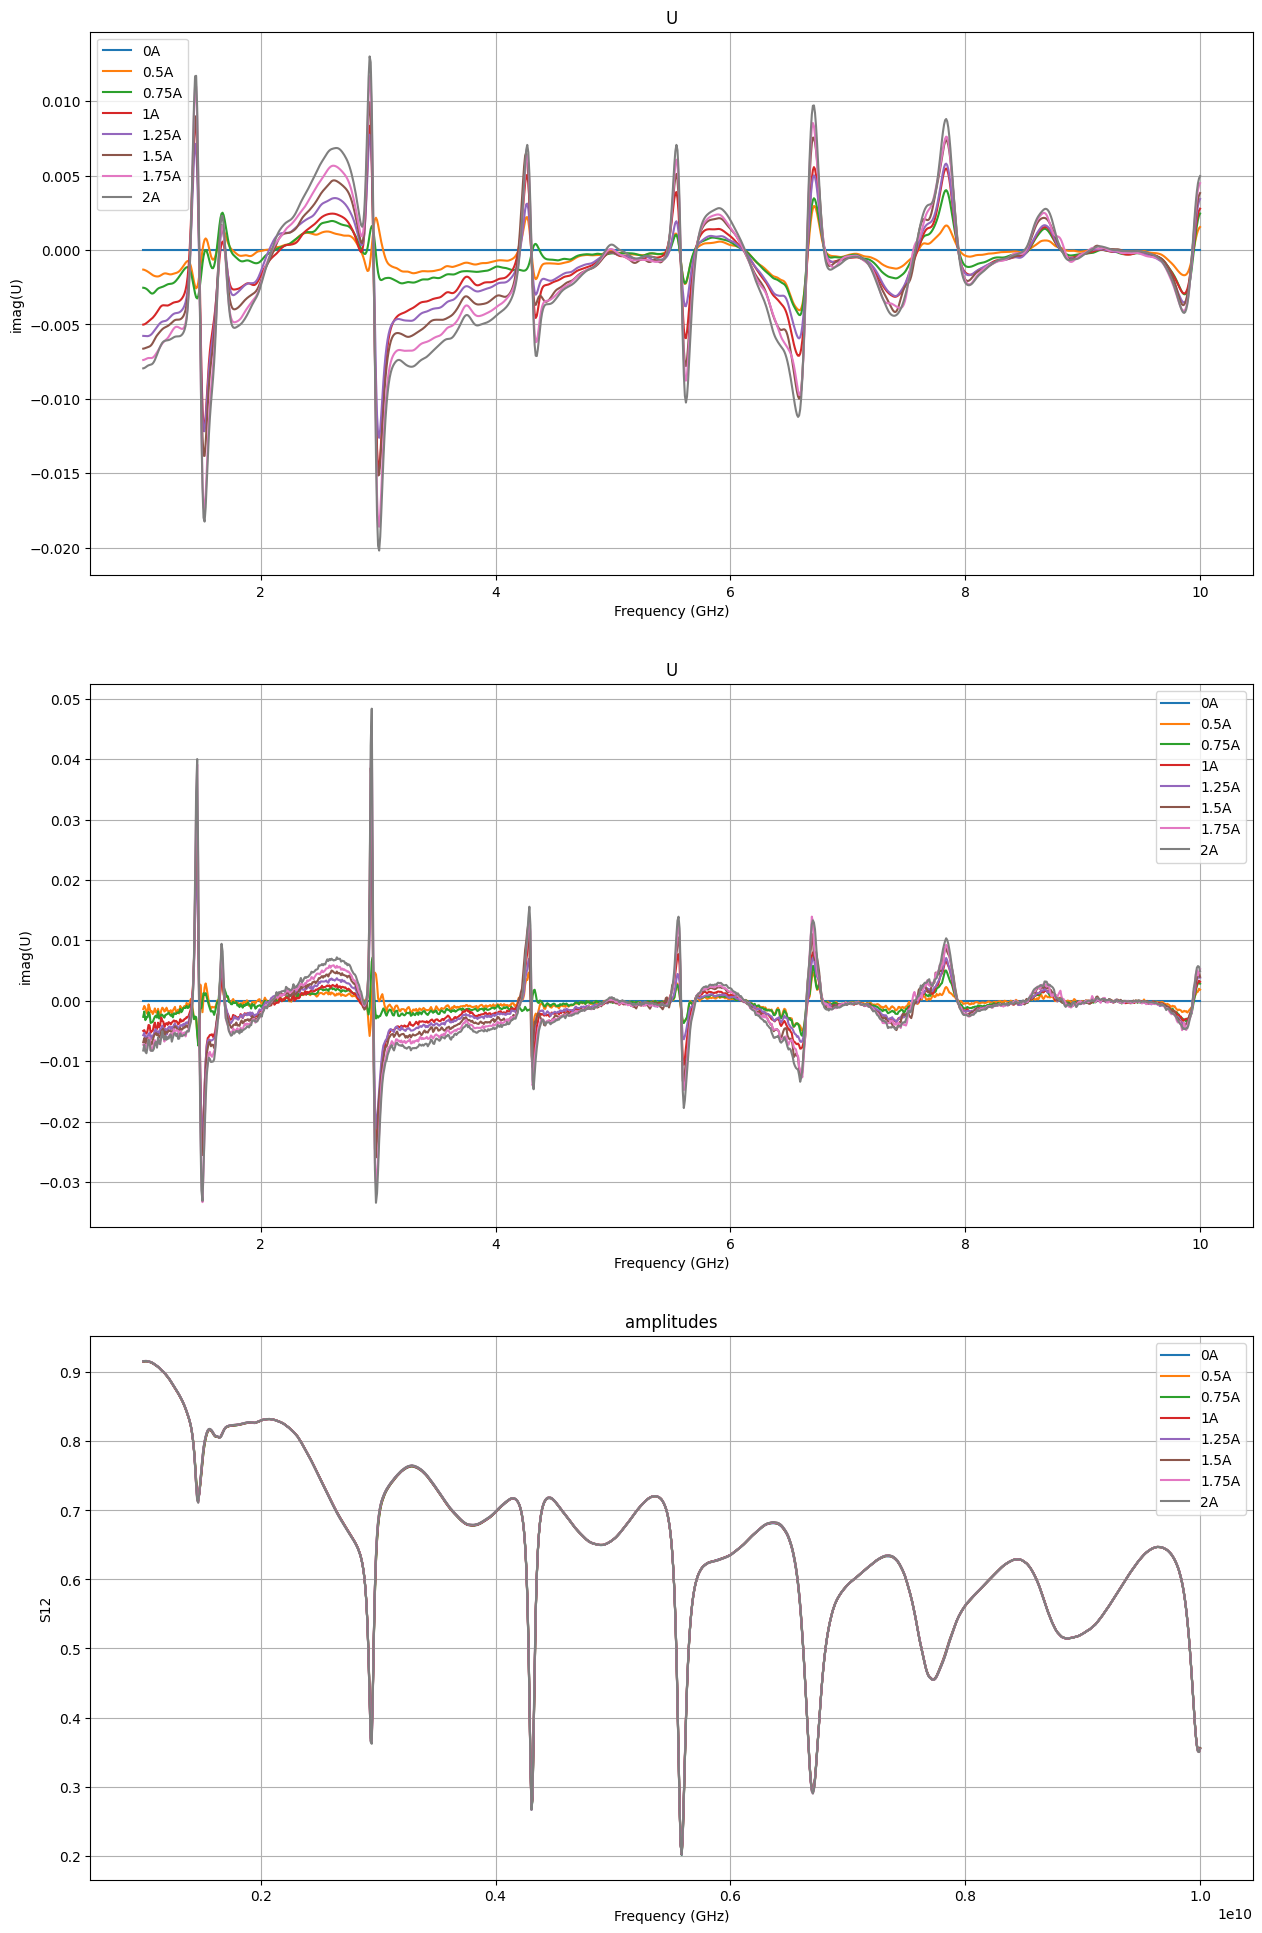 U
0A
0.5A
0.75A
1A
1.25A
1.5A
1.75A
2A
imag(U)
0.010
0.005
0.000
−0.005
−0.010
−0.015
−0.020
2 4 6 8 10
Frequency (GHz)
U
0A
0.5A
0.75A
1A
1.25A
1.5A
1.75A
2A
imag(U)
0.05
0.04
0.03
0.02
0.01
0.00
−0.01
−0.02
−0.03
2 4 6 8 10
Frequency (GHz)
amplitudes
0A
0.5A
0.75A
1A
1.25A
1.5A
1.75A
2A
S12
0.9
0.8
0.7
0.6
0.5
0.4
0.3
0.2
0.2 0.4 0.6 0.8 1.0
1e10
Frequency (GHz)